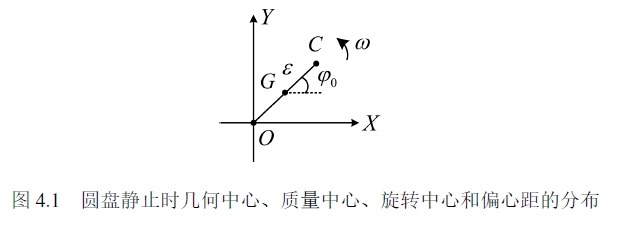 Y
C ω
G ε φ₀
X
O
图 4.1 圆盘静止时几何中心、质量中心、旋转中心和偏心距的分布